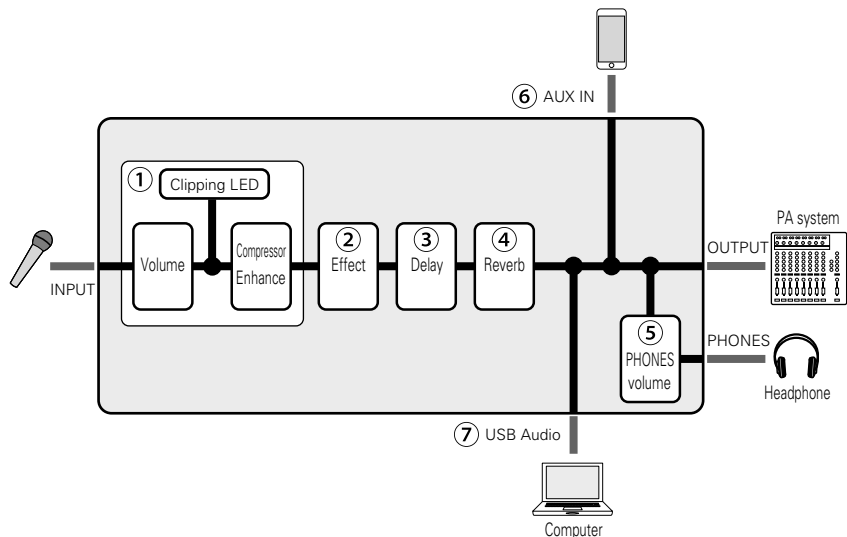 ⑥ AUX IN
① Clipping LED
PA system
Volume
Compressor
Enhance
② Effect
③ Delay
④ Reverb
OUTPUT
INPUT
⑤
PHONES
volume
PHONES
Headphone
⑦ USB Audio
Computer